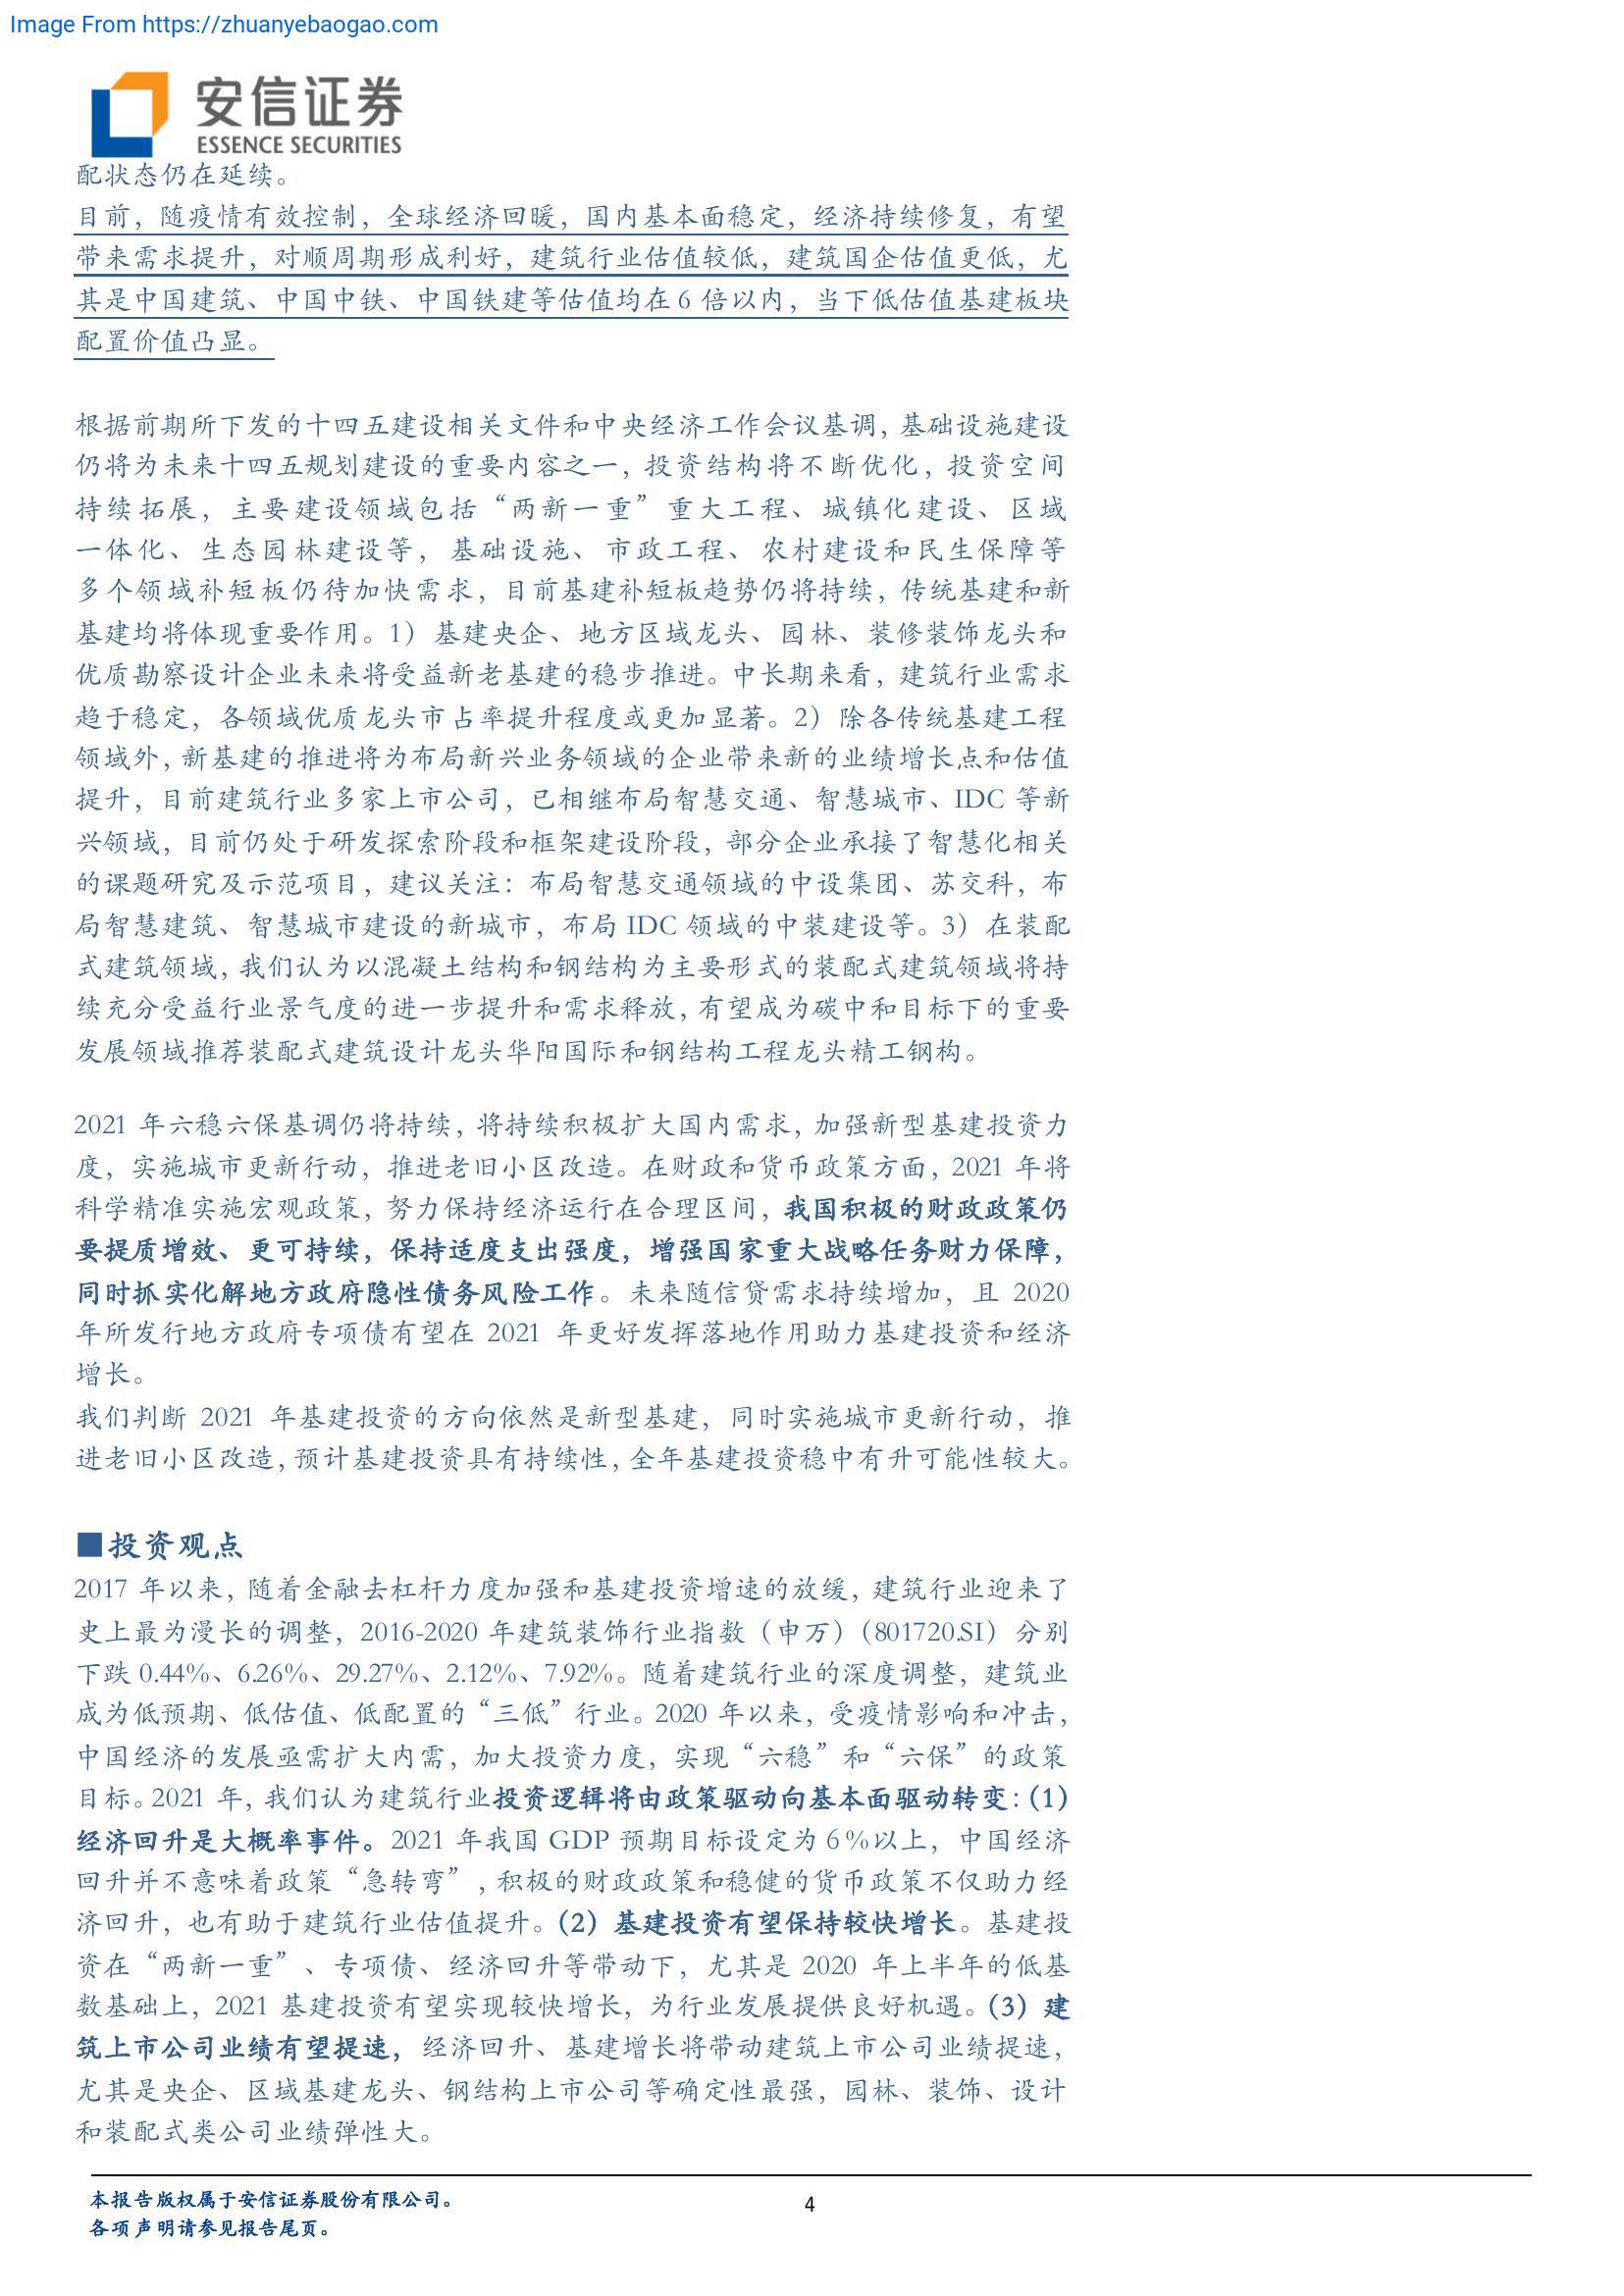 Image From https://zhuanyebaogao.com
安信证券
ESSENCE SECURITIES
配状态仍在延续。
目前，随疫情有效控制，全球经济回暖，国内基本面稳定，经济持续修复，有望
带来需求提升，对顺周期形成利好，建筑行业估值较低，建筑国企估值更低，尤
其是中国建筑、中国中铁、中国铁建等估值均在 6 倍以内，当下低估值基建板块
配置价值凸显。
根据前期所下发的十四五建设相关文件和中央经济工作会议基调，基础设施建设
仍将为未来十四五规划建设的重要内容之一，投资结构将不断优化，投资空间
持续拓展，主要建设领域包括“两新一重”重大工程、城镇化建设、区域
一体化、生态园林建设等，基础设施、市政工程、农村建设和民生保障等
多个领域补短板仍待加快需求，目前基建补短板趋势仍将持续，传统基建和新
基建均将体现重要作用。1）基建央企、地方区域龙头、园林、装修装饰龙头和
优质勘察设计企业未来将受益新老基建的稳步推进。中长期来看，建筑行业需求
趋于稳定，各领域优质龙头市占率提升程度或更加显著。2）除各传统基建工程
领域外，新基建的推进将为布局新兴业务领域的企业带来新的业绩增长点和估值
提升，目前建筑行业多家上市公司，已相继布局智慧交通、智慧城市、IDC 等新
兴领域，目前仍处于研发探索阶段和框架建设阶段，部分企业承接了智慧化相关
的课题研究及示范项目，建议关注：布局智慧交通领域的中设集团、苏交科，布
局智慧建筑、智慧城市建设的新城市，布局 IDC 领域的中装建设等。3）在装配
式建筑领域，我们认为以混凝土结构和钢结构为主要形式的装配式建筑领域将持
续充分受益行业景气度的进一步提升和需求释放，有望成为碳中和目标下的重要
发展领域推荐装配式建筑设计龙头华阳国际和钢结构工程龙头精工钢构。
2021 年六稳六保基调仍将持续，将持续积极扩大国内需求，加强新型基建投资力
度，实施城市更新行动，推进老旧小区改造。在财政和货币政策方面，2021 年将
科学精准实施宏观政策，努力保持经济运行在合理区间，我国积极的财政政策仍
要提质增效、更可持续，保持适度支出强度，增强国家重大战略任务财力保障，
同时抓实化解地方政府隐性债务风险工作。未来随信贷需求持续增加，且 2020
年所发行地方政府专项债有望在 2021 年更好发挥落地作用助力基建投资和经济
增长。
我们判断 2021 年基建投资的方向依然是新型基建，同时实施城市更新行动，推
进老旧小区改造，预计基建投资具有持续性，全年基建投资稳中有升可能性较大。
■投资观点
2017 年以来，随着金融去杠杆力度加强和基建投资增速的放缓，建筑行业迎来了
史上最为漫长的调整，2016-2020 年建筑装饰行业指数（申万）（801720.SI）分别
下跌 0.44%、6.26%、29.27%、2.12%、7.92%。随着建筑行业的深度调整，建筑业
成为低预期、低估值、低配置的“三低”行业。2020 年以来，受疫情影响和冲击，
中国经济的发展亟需扩大内需，加大投资力度，实现“六稳”和“六保”的政策
目标。2021 年，我们认为建筑行业投资逻辑将由政策驱动向基本面驱动转变：（1）
经济回升是大概率事件。2021 年我国 GDP 预期目标设定为 6%以上，中国经济
回升并不意味着政策“急转弯”，积极的财政政策和稳健的货币政策不仅助力经
济回升，也有助于建筑行业估值提升。（2）基建投资有望保持较快增长。基建投
资在“两新一重”、专项债、经济回升等带动下，尤其是 2020 年上半年的低基
数基础上，2021 基建投资有望实现较快增长，为行业发展提供良好机遇。（3）建
筑上市公司业绩有望提速，经济回升、基建增长将带动建筑上市公司业绩提速，
尤其是央企、区域基建龙头、钢结构上市公司等确定性最强，园林、装饰、设计
和装配式类公司业绩弹性大。
本报告版权属于安信证券股份有限公司。
4
各项声明请参见报告尾页。